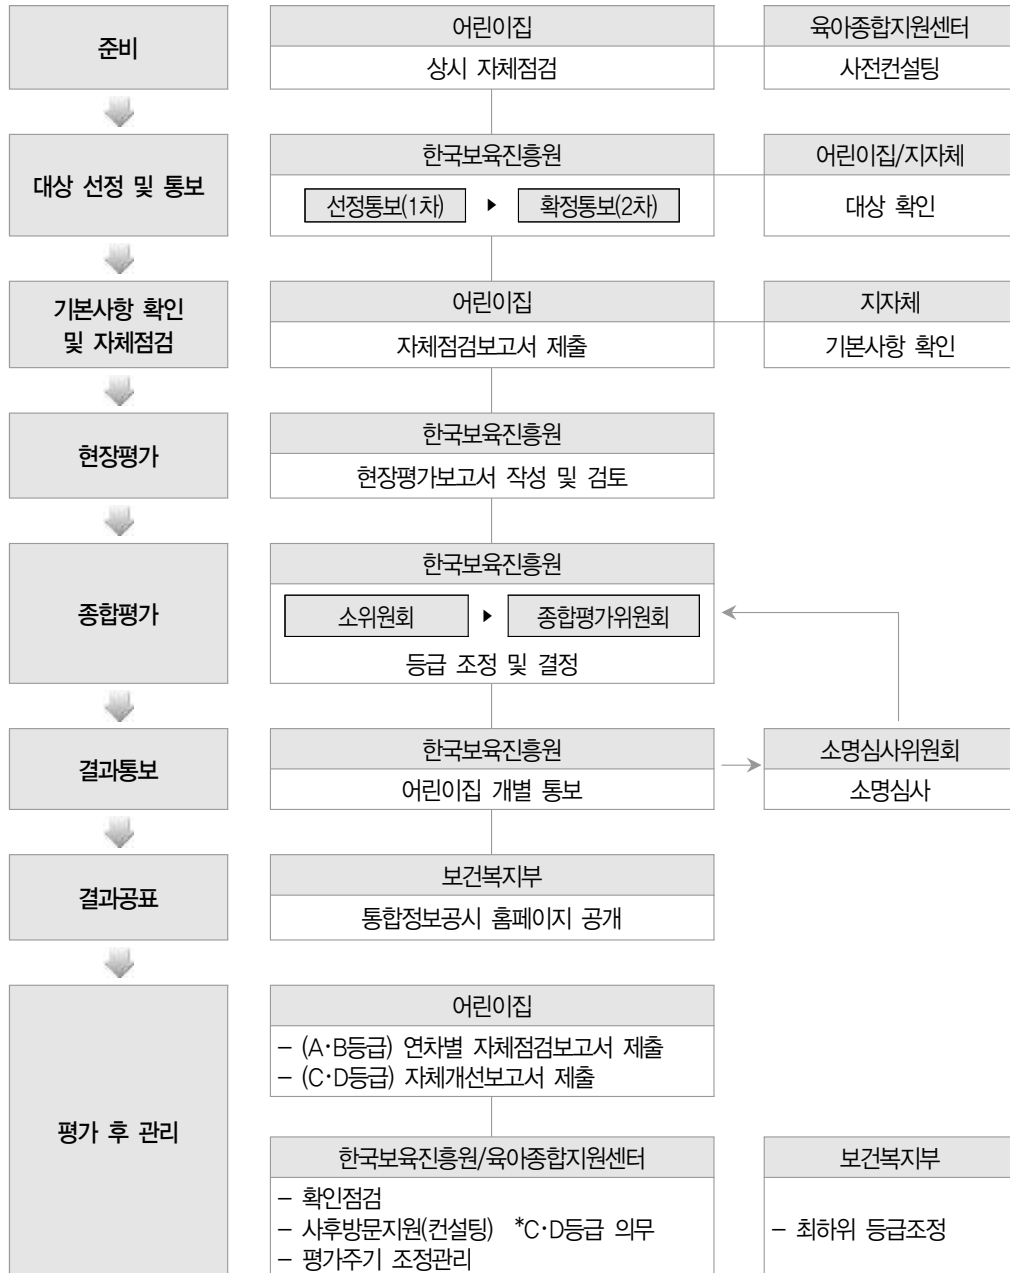 준비
어린이집
육아종합지원센터
상시 자체점검
사전컨설팅
대상 선정 및 통보
한국보육진흥원
어린이집/지자체
선정통보(1차) ▶ 확정통보(2차)
대상 확인
기본사항 확인
및 자체점검
어린이집
지자체
자체점검보고서 제출
기본사항 확인
현장평가
한국보육진흥원
현장평가보고서 작성 및 검토
종합평가
한국보육진흥원
소위원회 ▶ 종합평가위원회
등급 조정 및 결정
결과통보
한국보육진흥원
소명심사위원회
어린이집 개별 통보
소명심사
결과공표
보건복지부
통합정보공시 홈페이지 공개
평가 후 관리
어린이집
– (A·B등급) 연차별 자체점검보고서 제출
– (C·D등급) 자체개선보고서 제출
한국보육진흥원/육아종합지원센터
보건복지부
– 확인점검
– 사후방문지원(컨설팅) *C·D등급 의무
– 평가주기 조정관리
– 최하위 등급조정